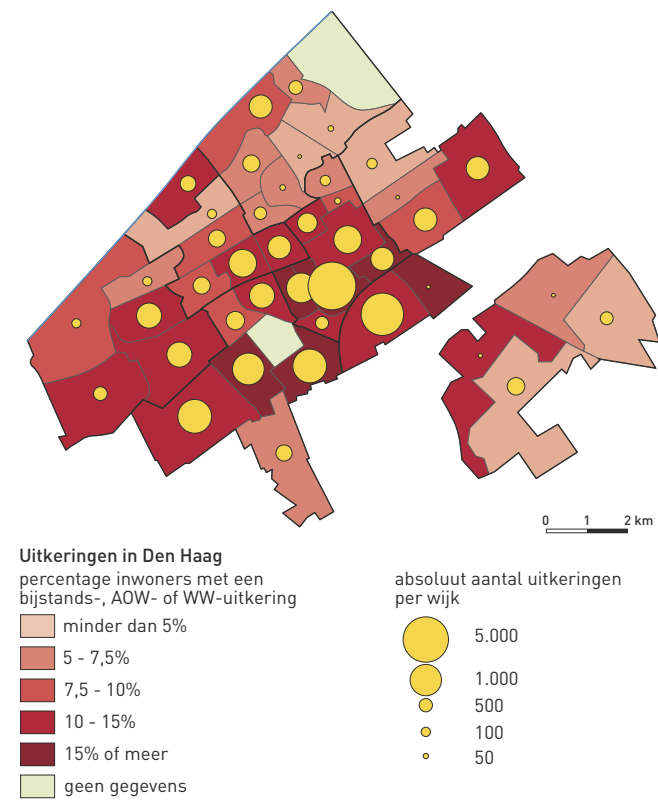 0 1 2 km
Uitkeringen in Den Haag
percentage inwoners met een
bijstands-, AOW- of WW-uitkering
minder dan 5%
5 - 7,5%
7,5 - 10%
10 - 15%
15% of meer
geen gegevens
absoluut aantal uitkeringen
per wijk
5.000
1.000
500
100
50